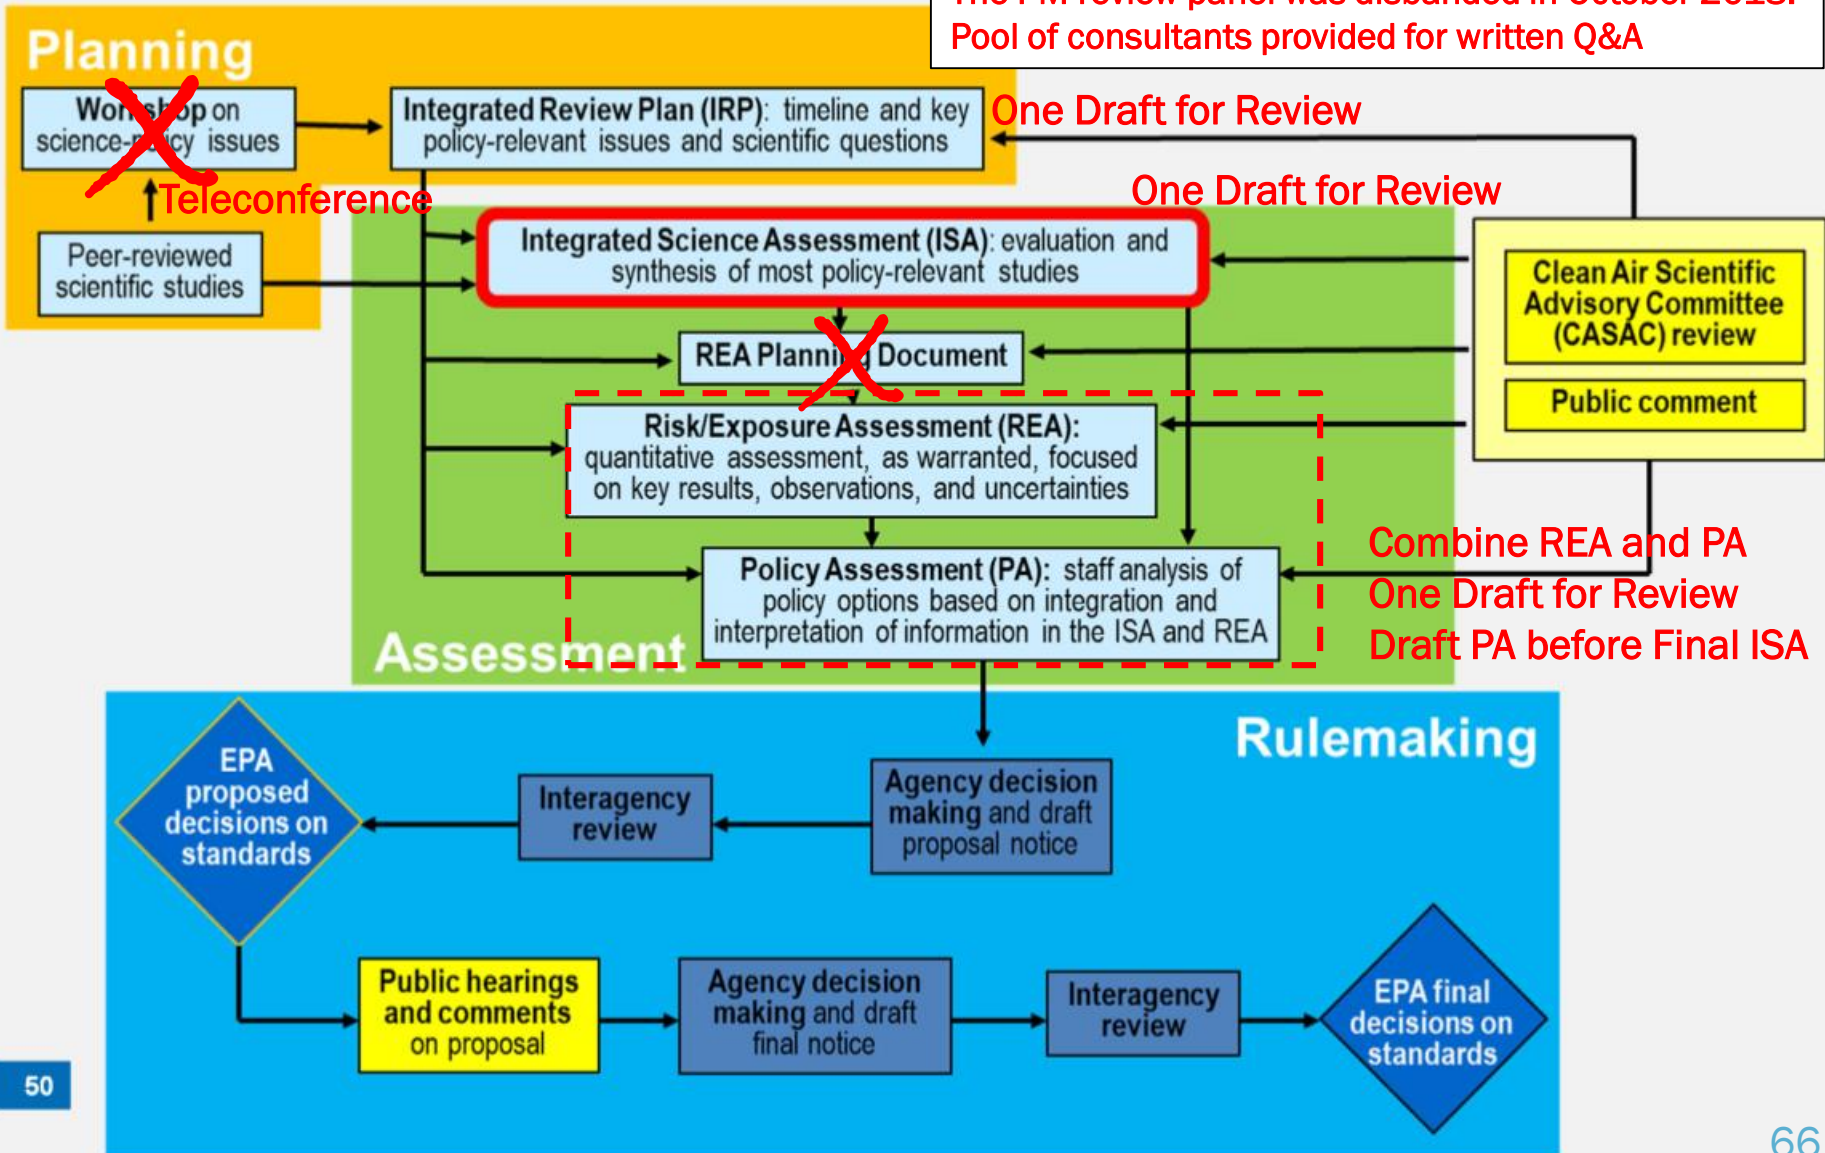 The PM review panel was disbanded in October 2018.
Pool of consultants provided for written Q&A
Planning
Workshop on
science-policy issues
Integrated Review Plan (IRP): timeline and key
policy-relevant issues and scientific questions
One Draft for Review
Teleconference
One Draft for Review
Peer-reviewed
scientific studies
Integrated Science Assessment (ISA): evaluation and
synthesis of most policy-relevant studies
Clean Air Scientific
Advisory Committee
(CASAC) review
Public comment
REA Planning Document
Risk/Exposure Assessment (REA):
quantitative assessment, as warranted, focused
on key results, observations, and uncertainties
Policy Assessment (PA): staff analysis of
policy options based on integration and
interpretation of information in the ISA and REA
Combine REA and PA
One Draft for Review
Draft PA before Final ISA
Assessment
Rulemaking
EPA
proposed
decisions on
standards
Interagency
review
Agency decision
making and draft
proposal notice
Public hearings
and comments
on proposal
Agency decision
making and draft
final notice
Interagency
review
EPA final
decisions on
standards
50
66